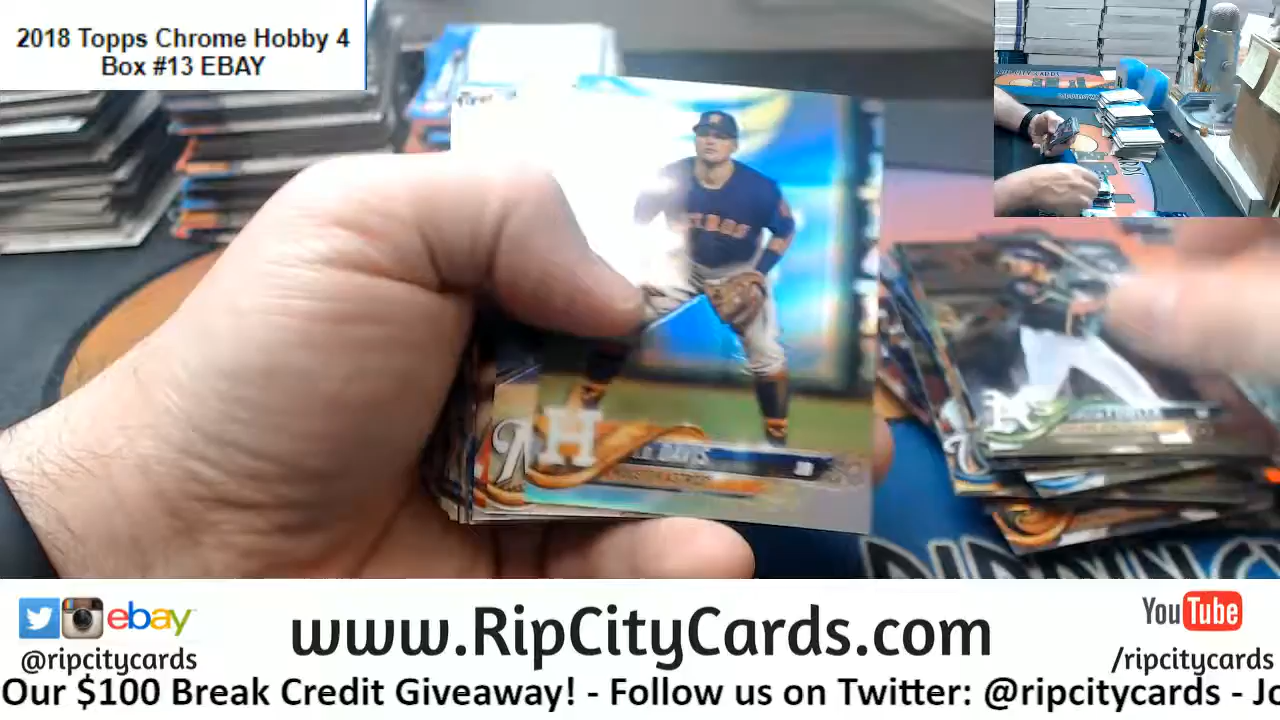 2018 Topps Chrome Hobby 4
Box #13 EBAY
H
DAVIS
ebay
@ripcitycards
www.RipCityCards.com
YouTube
/ripcitycards
Our $100 Break Credit Giveaway! - Follow us on Twitter: @ripcitycards - Jo